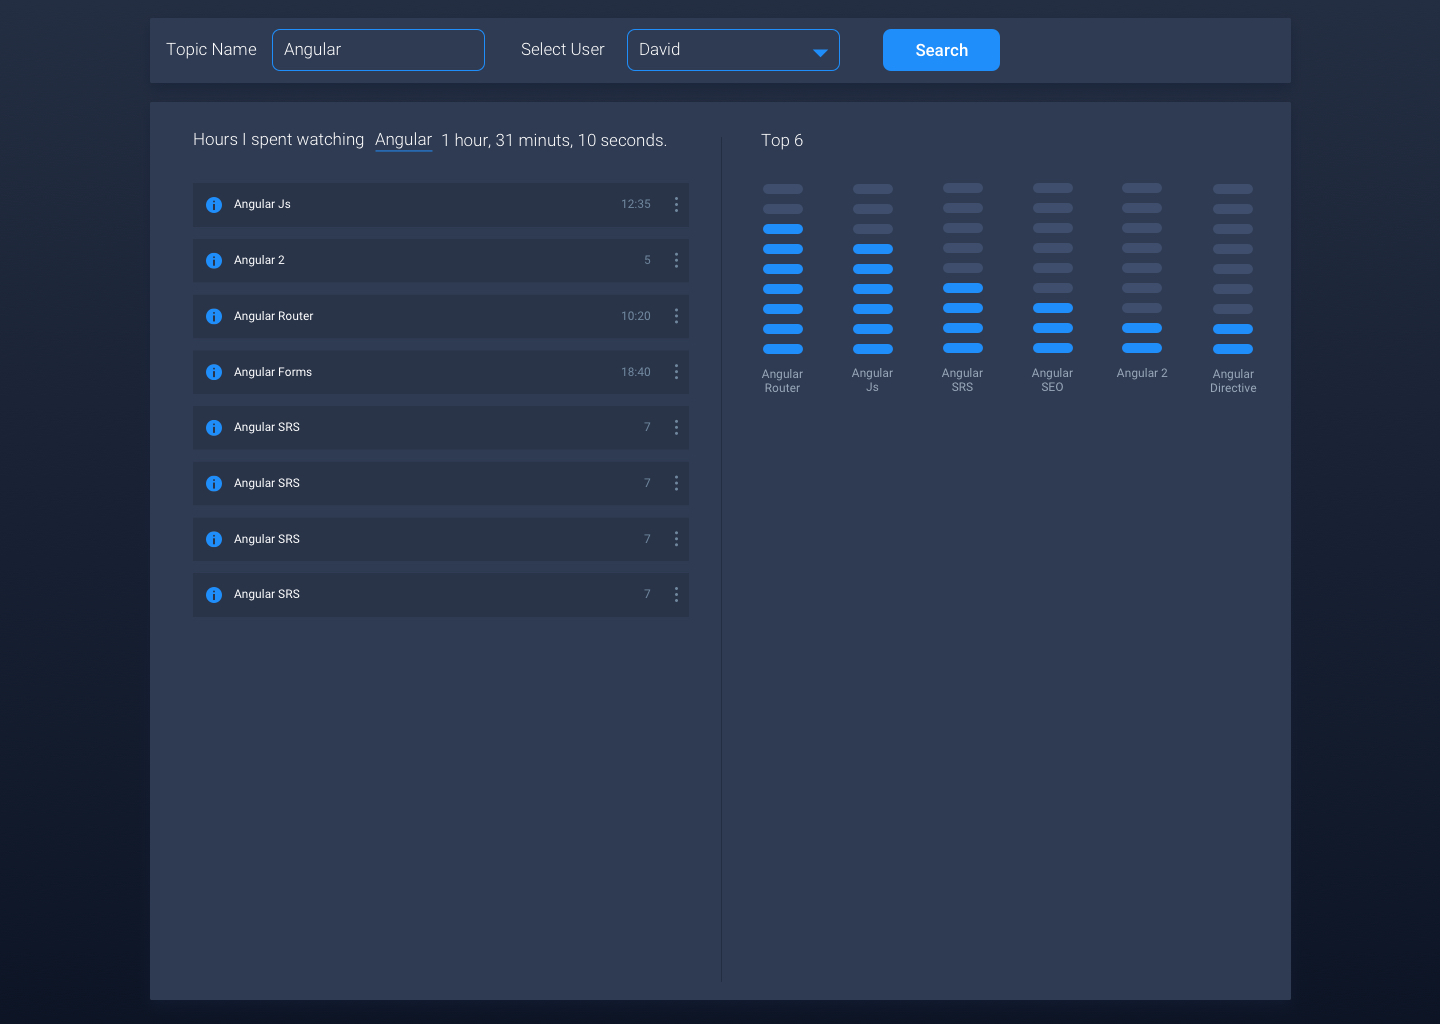 Topic Name Angular Select User David Search
Hours I spent watching Angular 1 hour, 31 minuts, 10 seconds.
Angular Js 12:35
Angular 2 5
Angular Router 10:20
Angular Forms 18:40
Angular SRS 7
Angular SRS 7
Angular SRS 7
Angular SRS 7
Top 6
Angular
Router
Angular
Js
Angular
SRS
Angular
SEO
Angular 2
Angular
Directive